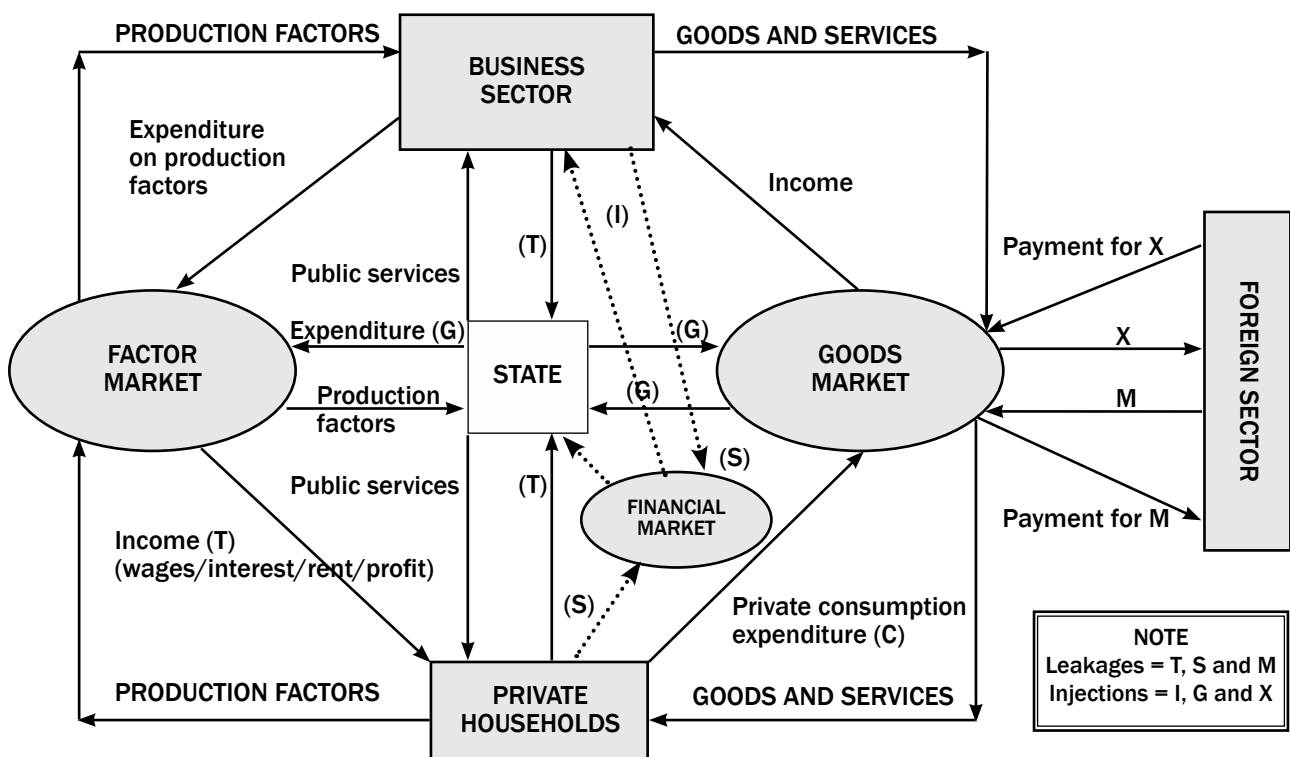 PRODUCTION FACTORS
BUSINESS
SECTOR
GOODS AND SERVICES
Expenditure
on production
factors
Income
(I)
(T)
Payment for X
Public services
FOREIGN SECTOR
Expenditure (G)
(G)
X
FACTOR
MARKET
STATE
GOODS
MARKET
Production
factors
(G)
M
Public services
(T)
(S)
FINANCIAL
MARKET
Payment for M
Income (T)
(wages/interest/rent/profit)
(S)
Private consumption
expenditure (C)
NOTE
Leakages = T, S and M
Injections = I, G and X
PRODUCTION FACTORS
PRIVATE
HOUSEHOLDS
GOODS AND SERVICES